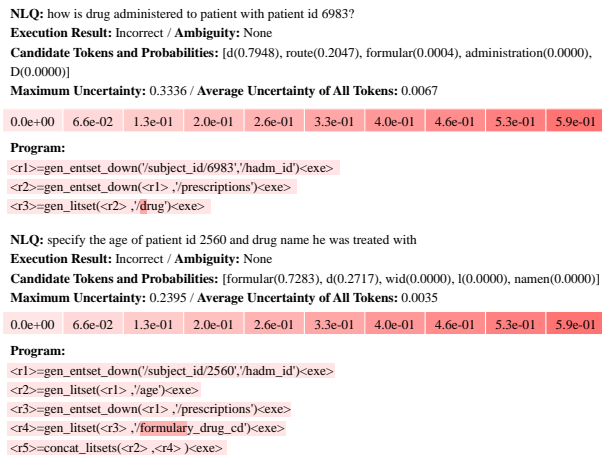 NLQ: how is drug administered to patient with patient id 6983?
Execution Result: Incorrect / Ambiguity: None
Candidate Tokens and Probabilities: [d(0.7948), route(0.2047), formular(0.0004), administration(0.0000),
D(0.0000)]
Maximum Uncertainty: 0.3336 / Average Uncertainty of All Tokens: 0.0067
0.0e+00 6.6e-02 1.3e-01 2.0e-01 2.6e-01 3.3e-01 4.0e-01 4.6e-01 5.3e-01 5.9e-01
Program:
<r1>=gen_entset_down('/subject_id/6983','/hadm_id')<exe>
<r2>=gen_entset_down(<r1> ,'/prescriptions')<exe>
<r3>=gen_litset(<r2> ,'/drug')<exe>
NLQ: specify the age of patient id 2560 and drug name he was treated with
Execution Result: Incorrect / Ambiguity: None
Candidate Tokens and Probabilities: [formular(0.7283), d(0.2717), wid(0.0000), l(0.0000), namen(0.0000)]
Maximum Uncertainty: 0.2395 / Average Uncertainty of All Tokens: 0.0035
0.0e+00 6.6e-02 1.3e-01 2.0e-01 2.6e-01 3.3e-01 4.0e-01 4.6e-01 5.3e-01 5.9e-01
Program:
<r1>=gen_entset_down('/subject_id/2560','/hadm_id')<exe>
<r2>=gen_litset(<r1> ,'/age')<exe>
<r3>=gen_entset_down(<r1> ,'/prescriptions')<exe>
<r4>=gen_litset(<r3> ,'/formulary_drug_cd')<exe>
<r5>=concat_litsets(<r2> ,<r4> )<exe>